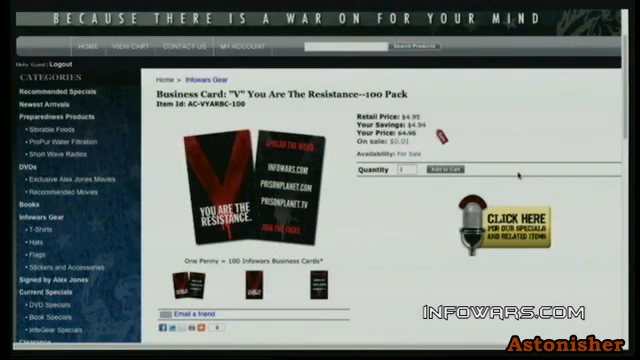 BECAUSE THERE IS A WAR ON FOR YOUR MIND
HOME VIEW CART CONTACT US MY ACCOUNT Search Products
Hello Guest | Logout
CATEGORIES
Recommended Specials
Newest Arrivals
Preparedness Products
Storable Foods
ProPur Water Filtration
Short Wave Radios
DVDs
Exclusive Alex Jones Movies
Recommended Movies
Books
Infowars Gear
T-Shirts
Hats
Flags
Stickers and Accessories
Signed by Alex Jones
Current Specials
DVD Specials
Book Specials
InfoGear Specials
Clearance
Home > Infowars Gear
Business Card: "V" You Are The Resistance--100 Pack
Item Id: AC-VYARBC-100
YOU ARE THE
RESISTANCE.
SPREAD THE WORD
INFOWARS.COM
PRISONPLANET.COM
PRISONPLANET.TV
JOIN THE FIGHT
One Penny = 100 Infowars Business Cards*
Email a friend
0
Retail Price: $4.95
Your Savings: $4.94
Your Price: $4.95
On sale: $0.01
Availability: For Sale
Quantity 1 Add to Cart
CLICK HERE
FOR OUR SPECIALS
AND RELATED ITEMS
INFOWARS.COM
Astonisher